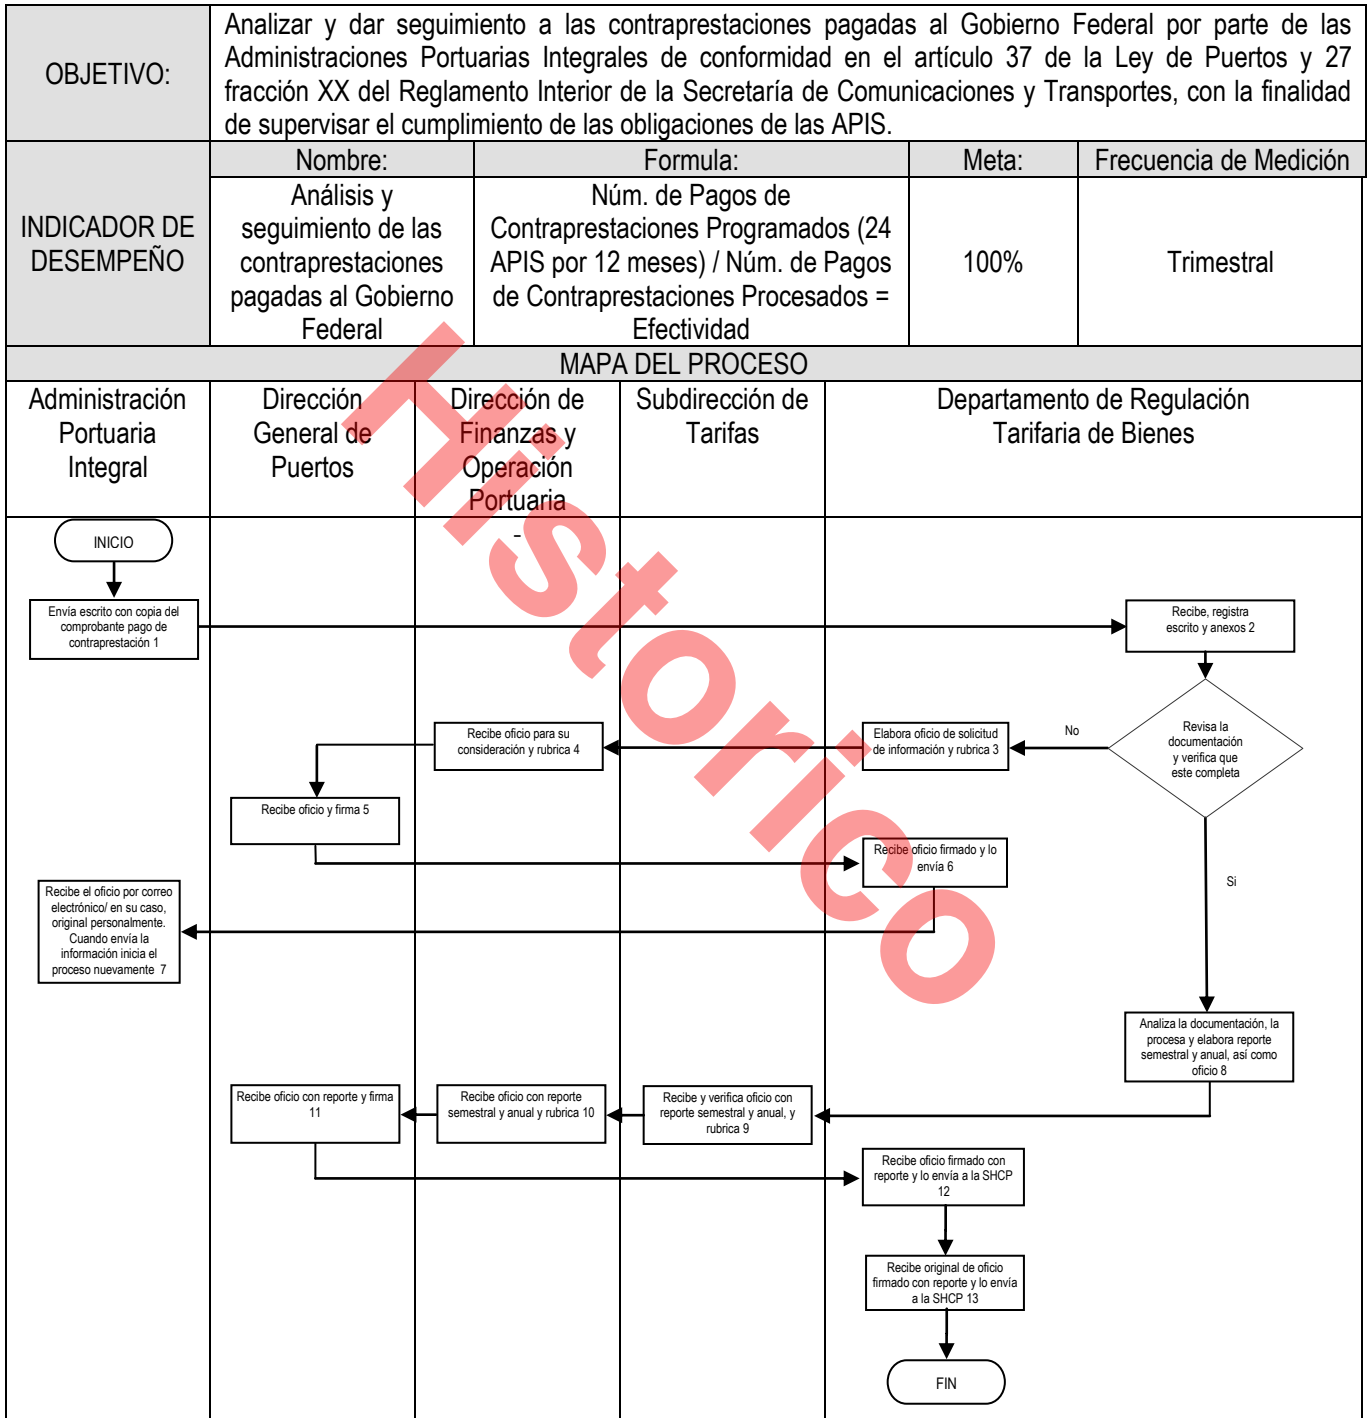 OBJETIVO:
Analizar y dar seguimiento a las contraprestaciones pagadas al Gobierno Federal por parte de las
Administraciones Portuarias Integrales de conformidad en el artículo 37 de la Ley de Puertos y 27
fracción XX del Reglamento Interior de la Secretaría de Comunicaciones y Transportes, con la finalidad
de supervisar el cumplimiento de las obligaciones de las APIS.
INDICADOR DE
DESEMPEÑO
Nombre:
Formula:
Meta:
Frecuencia de Medición
Análisis y
seguimiento de las
contraprestaciones
pagadas al Gobierno
Federal
Núm. de Pagos de
Contraprestaciones Programados (24
APIS por 12 meses) / Núm. de Pagos
de Contraprestaciones Procesados =
Efectividad
100%
Trimestral
MAPA DEL PROCESO
Administración
Portuaria
Integral
Dirección
General de
Puertos
Dirección de
Finanzas y
Operación
Portuaria
Subdirección de
Tarifas
Departamento de Regulación
Tarifaria de Bienes
-
INICIO
Envía escrito con copia del
comprobante pago de
contraprestación 1
Recibe, registra
escrito y anexos 2
Revisa la
documentación
y verifica que
este completa
No
Elabora oficio de solicitud
de información y rubrica 3
Recibe oficio para su
consideración y rubrica 4
Recibe oficio y firma 5
Recibe oficio firmado y lo
envía 6
Si
Recibe el oficio por correo
electrónico/ en su caso,
original personalmente.
Cuando envía la
información inicia el
proceso nuevamente 7
Analiza la documentación, la
procesa y elabora reporte
semestral y anual, así como
oficio 8
Recibe y verifica oficio con
reporte semestral y anual, y
rubrica 9
Recibe oficio con reporte
semestral y anual y rubrica 10
Recibe oficio con reporte y firma
11
Recibe oficio firmado con
reporte y lo envía a la SHCP
12
Recibe original de oficio
firmado con reporte y lo envía
a la SHCP 13
FIN
Historico